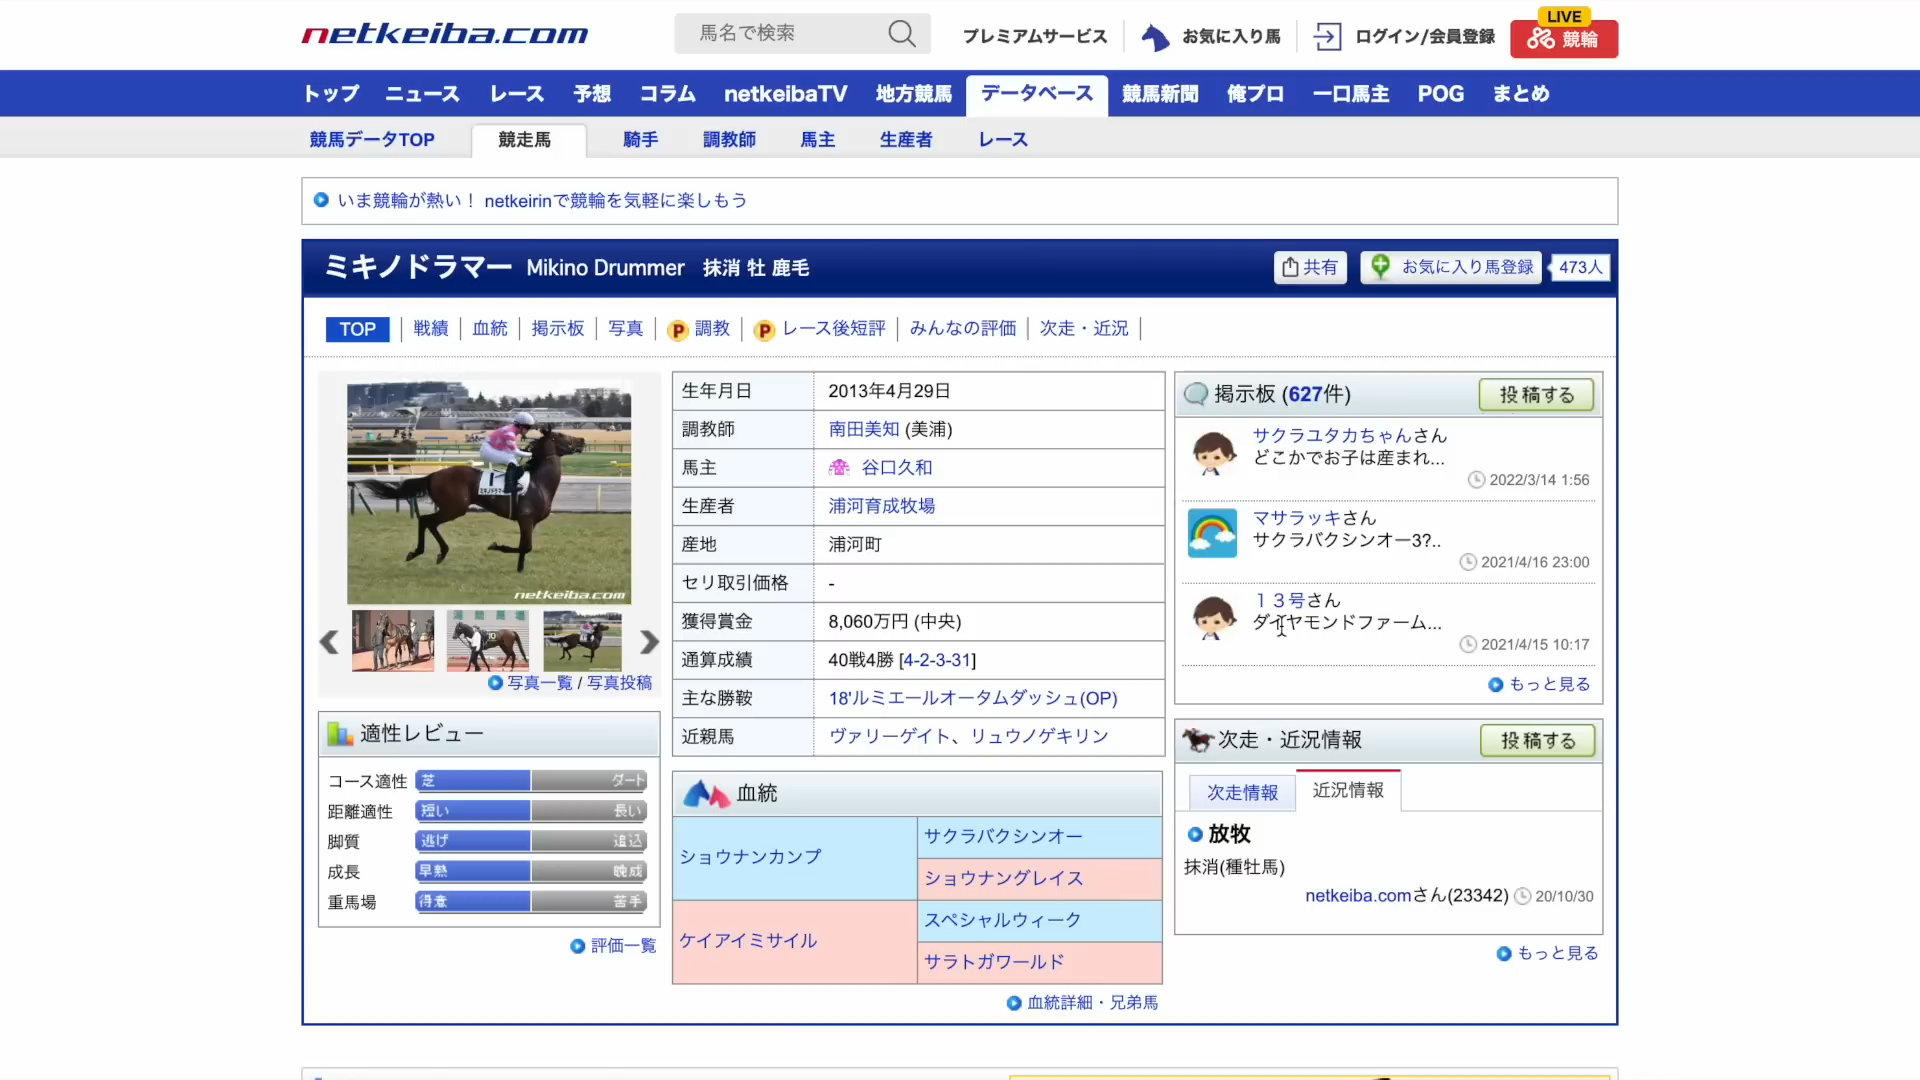 netkeiba.com
馬名で検索
プレミアムサービス
お気に入り馬
ログイン/会員登録
LIVE
競輪
トップ ニュース レース 予想 コラム netkeibaTV 地方競馬 データベース 競馬新聞 俺プロ 一口馬主 POG まとめ
競馬データTOP 競走馬 騎手 調教師 馬主 生産者 レース
いま競輪が熱い！ netkeirinで競輪を気軽に楽しもう
ミキノドラマー Mikino Drummer 抹消 牡 鹿毛
共有
お気に入り馬登録
473人
TOP 戦績 血統 掲示板 写真 P 調教 P レース後短評 みんなの評価 次走・近況
1
ミキノドラマー
netkeiba.com
写真一覧 / 写真投稿
適性レビュー
コース適性 芝 ダート
距離適性 短い 長い
脚質 逃げ 追込
成長 早熟 晩成
重馬場 得意 苦手
評価一覧
生年月日 2013年4月29日
調教師 南田美知 (美浦)
馬主 谷口久和
生産者 浦河育成牧場
産地 浦河町
セリ取引価格 -
獲得賞金 8,060万円 (中央)
通算成績 40戦4勝 [4-2-3-31]
主な勝鞍 18'ルミエールオータムダッシュ(OP)
近親馬 ヴァリーゲイト、リュウノゲキリン
血統
ショウナンカンプ
サクラバクシンオー
ショウナングレイス
ケイアイミサイル
スペシャルウィーク
サラトガワールド
血統詳細・兄弟馬
掲示板 (627件)
投稿する
サクラユタカちゃんさん
どこかでお子は産まれ...
2022/3/14 1:56
マサラッキさん
サクラバクシンオー3?..
2021/4/16 23:00
１３号さん
ダイヤモンドファーム...
2021/4/15 10:17
もっと見る
次走・近況情報
投稿する
次走情報 近況情報
放牧
抹消(種牡馬)
netkeiba.comさん(23342) 20/10/30
もっと見る